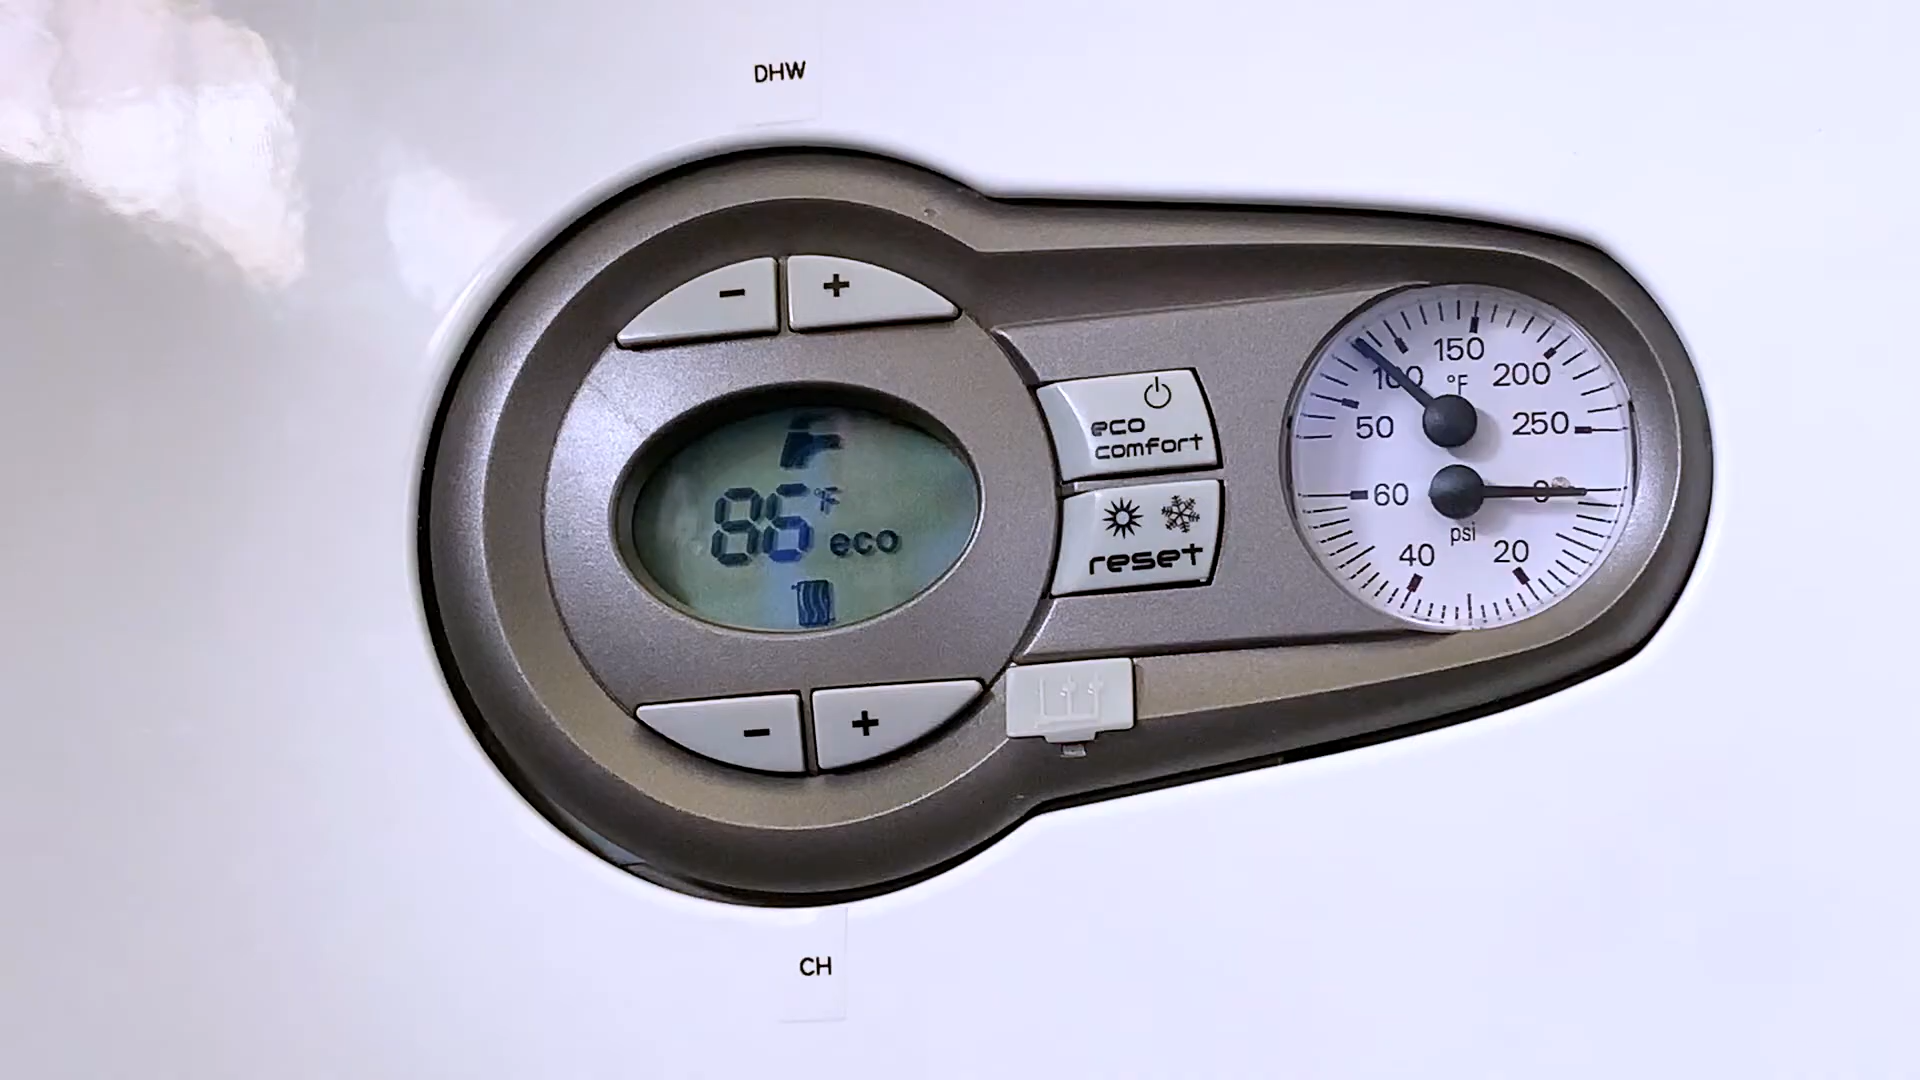 DHW
- +
150
100 °F 200
50 250
eco
comfort
86 °F
eco
60 0
psi
40 20
reset
- +
CH